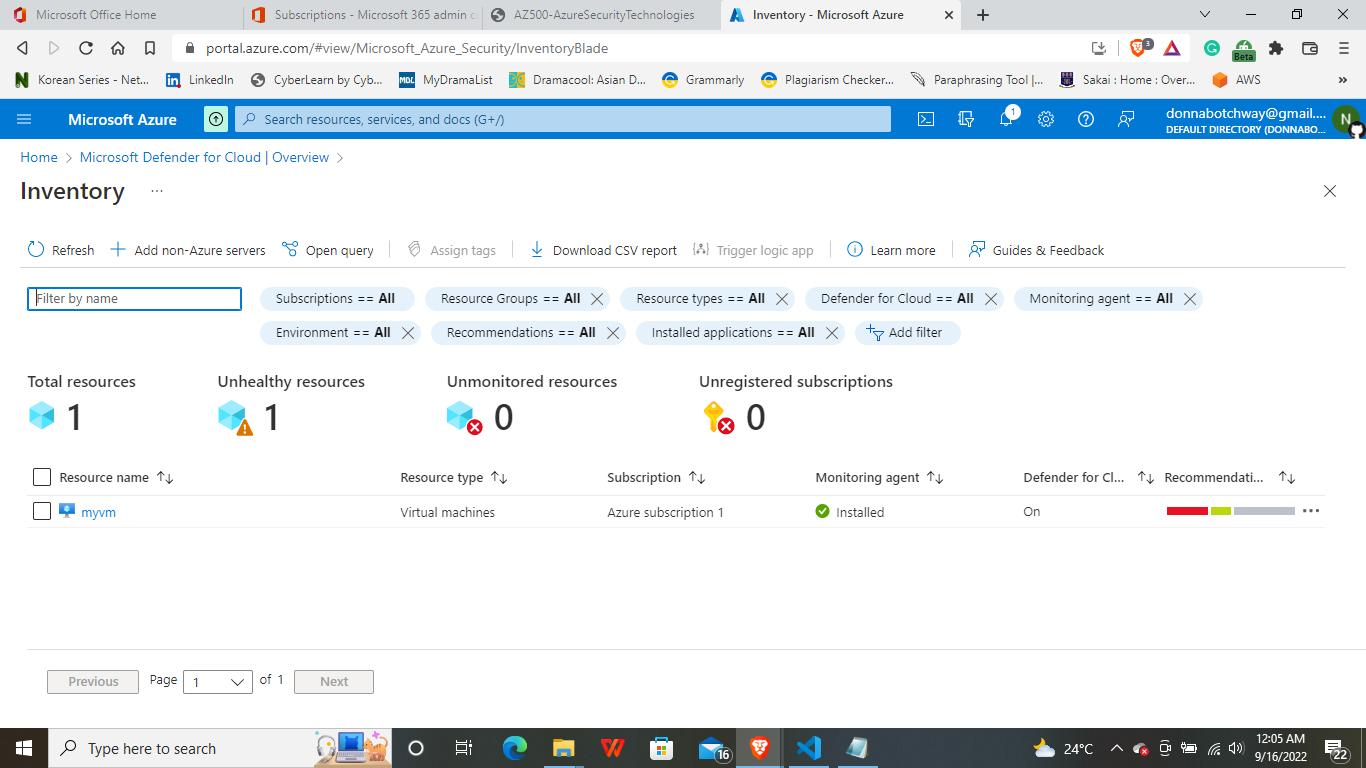 Microsoft Office Home
Subscriptions - Microsoft 365 admin c
AZ500-AzureSecurityTechnologies
Inventory - Microsoft Azure
portal.azure.com/#view/Microsoft_Azure_Security/InventoryBlade
3
Beta
Korean Series - Net...
LinkedIn
CyberLearn by Cyb...
MDL MyDramaList
Dramacool: Asian D...
Grammarly
Plagiarism Checker...
Paraphrasing Tool |...
Sakai : Home : Over...
AWS
»
Microsoft Azure
Search resources, services, and docs (G+/)
1
donnabotchway@gmail....
DEFAULT DIRECTORY (DONNABO...
N
Home > Microsoft Defender for Cloud | Overview >
Inventory ...
Refresh
Add non-Azure servers
Open query
Assign tags
Download CSV report
Trigger logic app
Learn more
Guides & Feedback
Filter by name
Subscriptions == All
Resource Groups == All
Resource types == All
Defender for Cloud == All
Monitoring agent == All
Environment == All
Recommendations == All
Installed applications == All
Add filter
Total resources
Unhealthy resources
Unmonitored resources
Unregistered subscriptions
1
1
0
0
Resource name ↑↓ Resource type ↑↓ Subscription ↑↓ Monitoring agent ↑↓ Defender for Cl... ↑↓ Recommendati... ↑↓
myvm Virtual machines Azure subscription 1 Installed On ...
Previous Page 1 of 1 Next
Type here to search
16
24°C
12:05 AM
9/16/2022
22